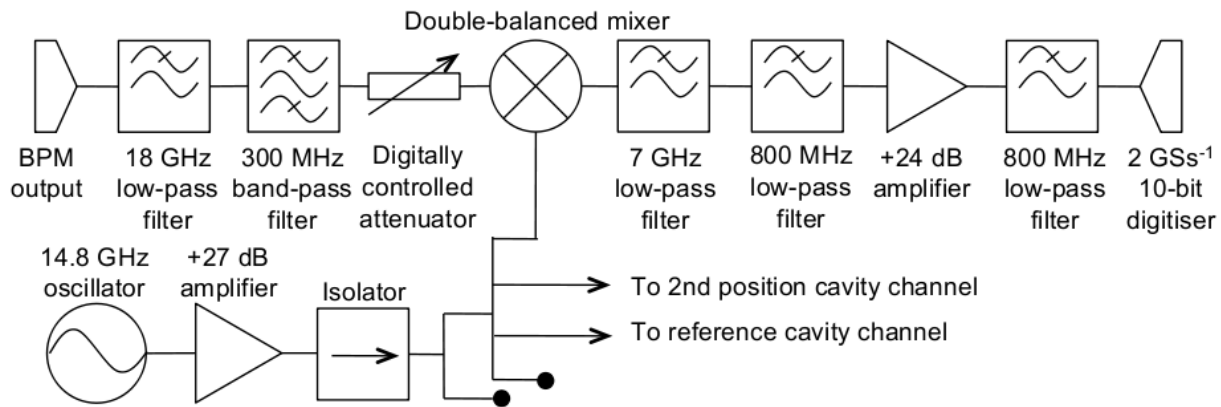 Double-balanced mixer
BPM
output
18 GHz
low-pass
filter
300 MHz
band-pass
filter
Digitally
controlled
attenuator
7 GHz
low-pass
filter
800 MHz
low-pass
filter
+24 dB
amplifier
800 MHz
low-pass
filter
2 GSs⁻¹
10-bit
digitiser
14.8 GHz
oscillator
+27 dB
amplifier
Isolator
To 2nd position cavity channel
To reference cavity channel